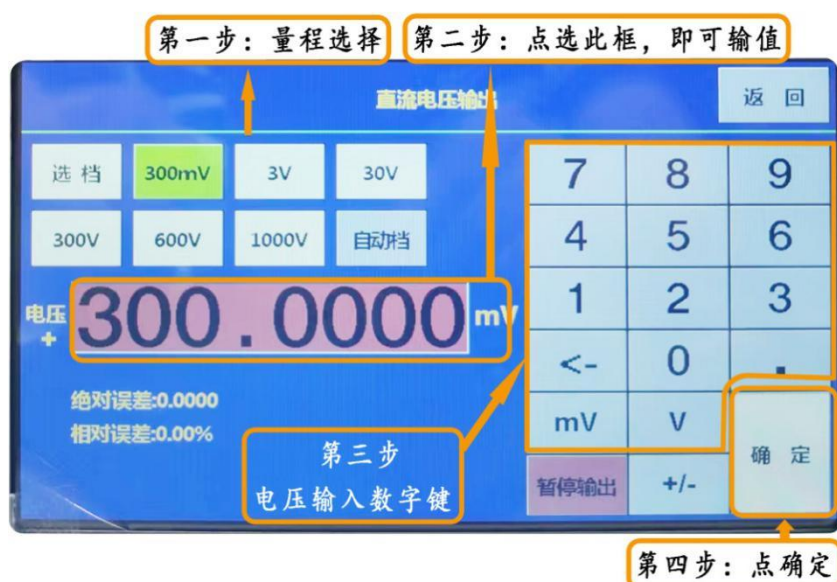 第一步：量程选择
第二步：点选此框，即可输值
直流电压输出
返 回
选 档
300mV
3V
30V
300V
600V
1000V
自动档
电压
+
300.0000
mV
绝对误差:0.0000
相对误差:0.00%
7
8
9
4
5
6
1
2
3
<-
0
.
mV
V
确 定
暂停输出
+/-
第三步
电压输入数字键
第四步：点确定